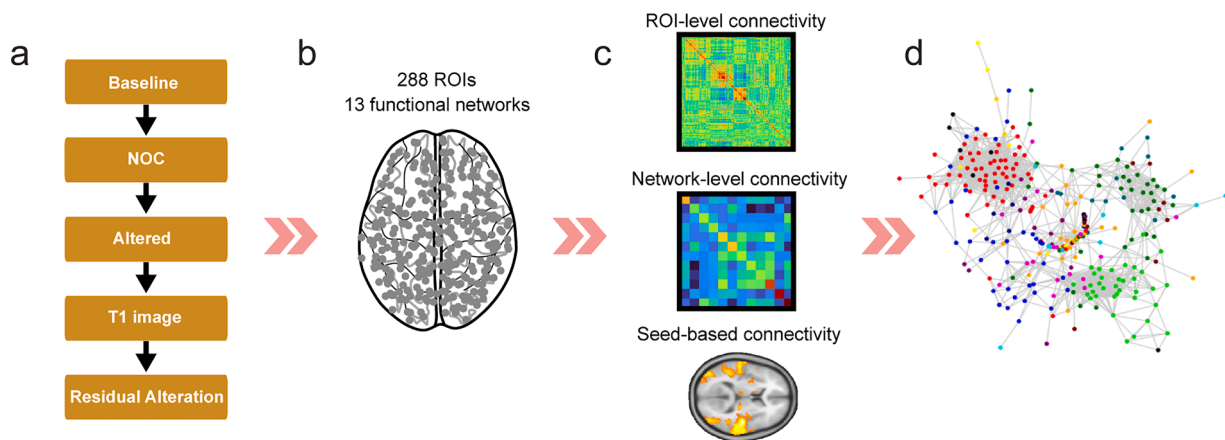 a
Baseline
NOC
Altered
T1 image
Residual Alteration
b
288 ROIs
13 functional networks
c
ROI-level connectivity
Network-level connectivity
Seed-based connectivity
d